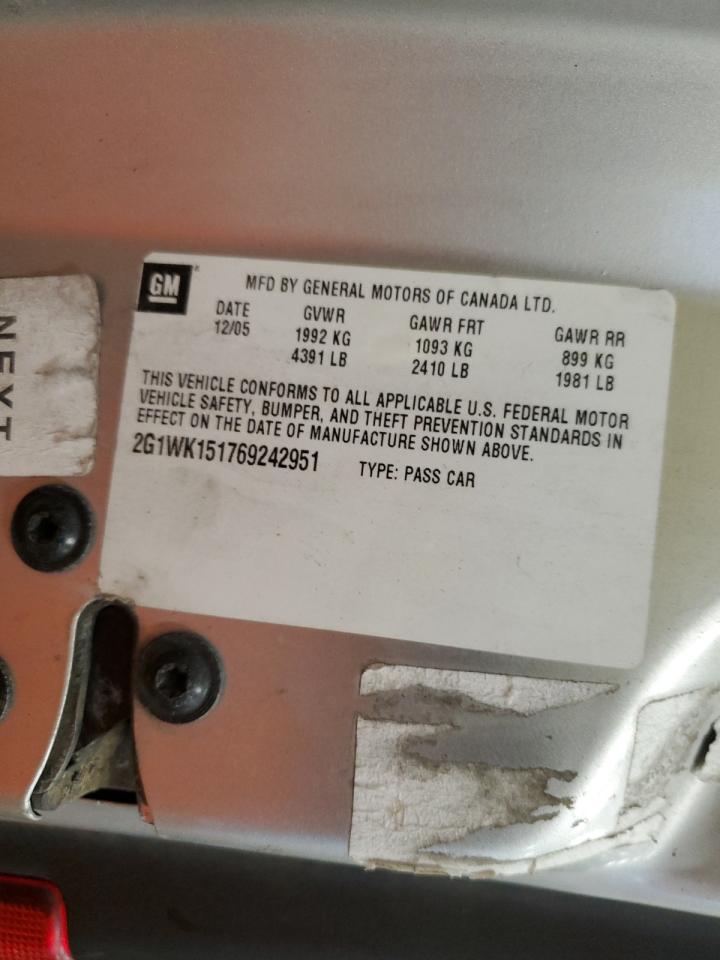 GM
MFD BY GENERAL MOTORS OF CANADA LTD.
DATE GVWR GAWR FRT GAWR RR
12/05 1992 KG 1093 KG 899 KG
4391 LB 2410 LB 1981 LB
THIS VEHICLE CONFORMS TO ALL APPLICABLE U.S. FEDERAL MOTOR
VEHICLE SAFETY, BUMPER, AND THEFT PREVENTION STANDARDS IN
EFFECT ON THE DATE OF MANUFACTURE SHOWN ABOVE.
2G1WK151769242951 TYPE: PASS CAR
NEXT